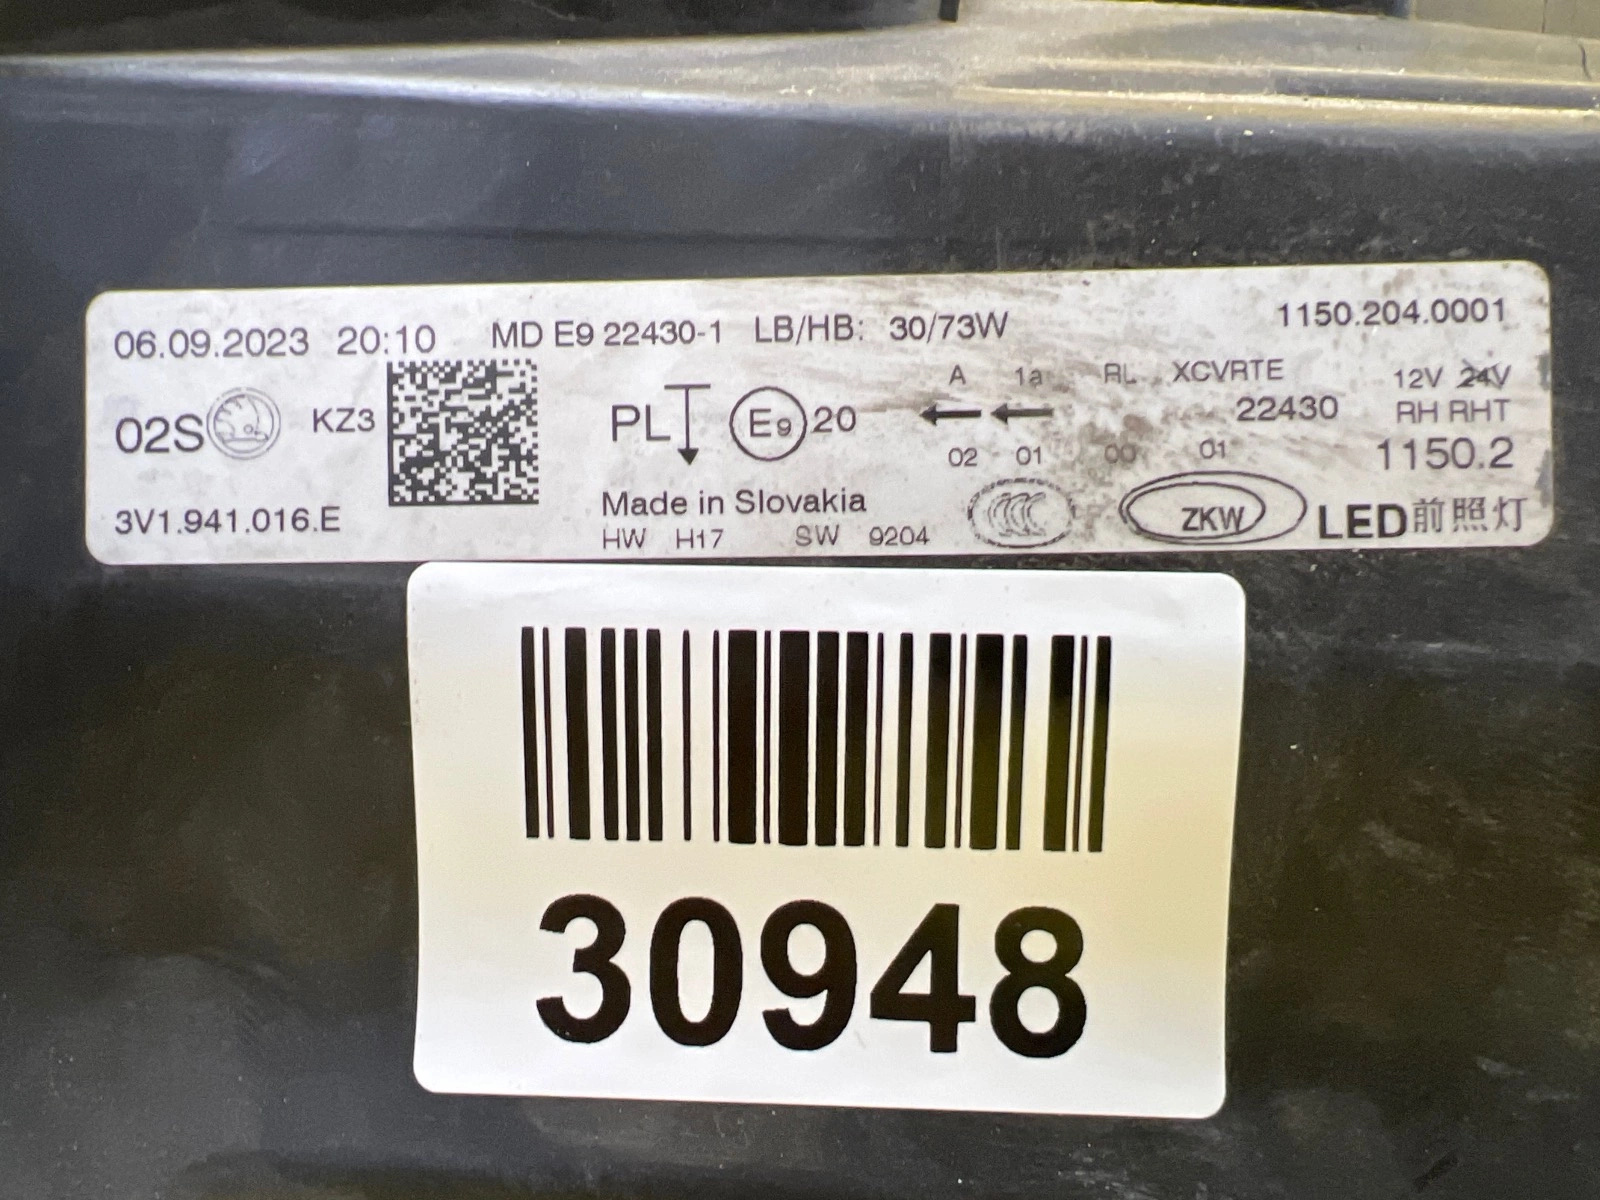 06.09.2023 20:10 MD E9 22430-1 LB/HB: 30/73W 1150.204.0001
A 1a RL XCVRTE 12V 24V
02S KZ3 PL E9 20 22430 RH RHT
02 01 00 01 1150.2
3V1.941.016.E Made in Slovakia ZKW LED前照灯
HW H17 SW 9204
30948